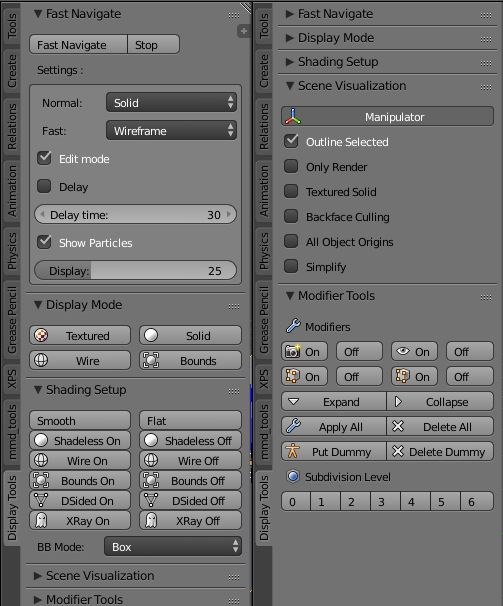 Tools
Create
Relations
Animation
Physics
Grease Pencil
XPS
mmd_tools
Display Tools
Fast Navigate
Fast Navigate Stop
Settings :
Normal: Solid
Fast: Wireframe
Edit mode
Delay
Delay time: 30
Show Particles
Display: 25
Display Mode
Textured Solid
Wire Bounds
Shading Setup
Smooth Flat
Shadeless On Shadeless Off
Wire On Wire Off
Bounds On Bounds Off
DSided On DSided Off
XRay On XRay Off
BB Mode: Box
Scene Visualization
Modifier Tools
Tools
Create
Relations
Animation
Physics
Grease Pencil
XPS
mmd_tools
Display Tools
Fast Navigate
Display Mode
Shading Setup
Scene Visualization
Manipulator
Outline Selected
Only Render
Textured Solid
Backface Culling
All Object Origins
Simplify
Modifier Tools
Modifiers
On Off On Off
On Off On Off
Expand Collapse
Apply All Delete All
Put Dummy Delete Dummy
Subdivision Level
0 1 2 3 4 5 6